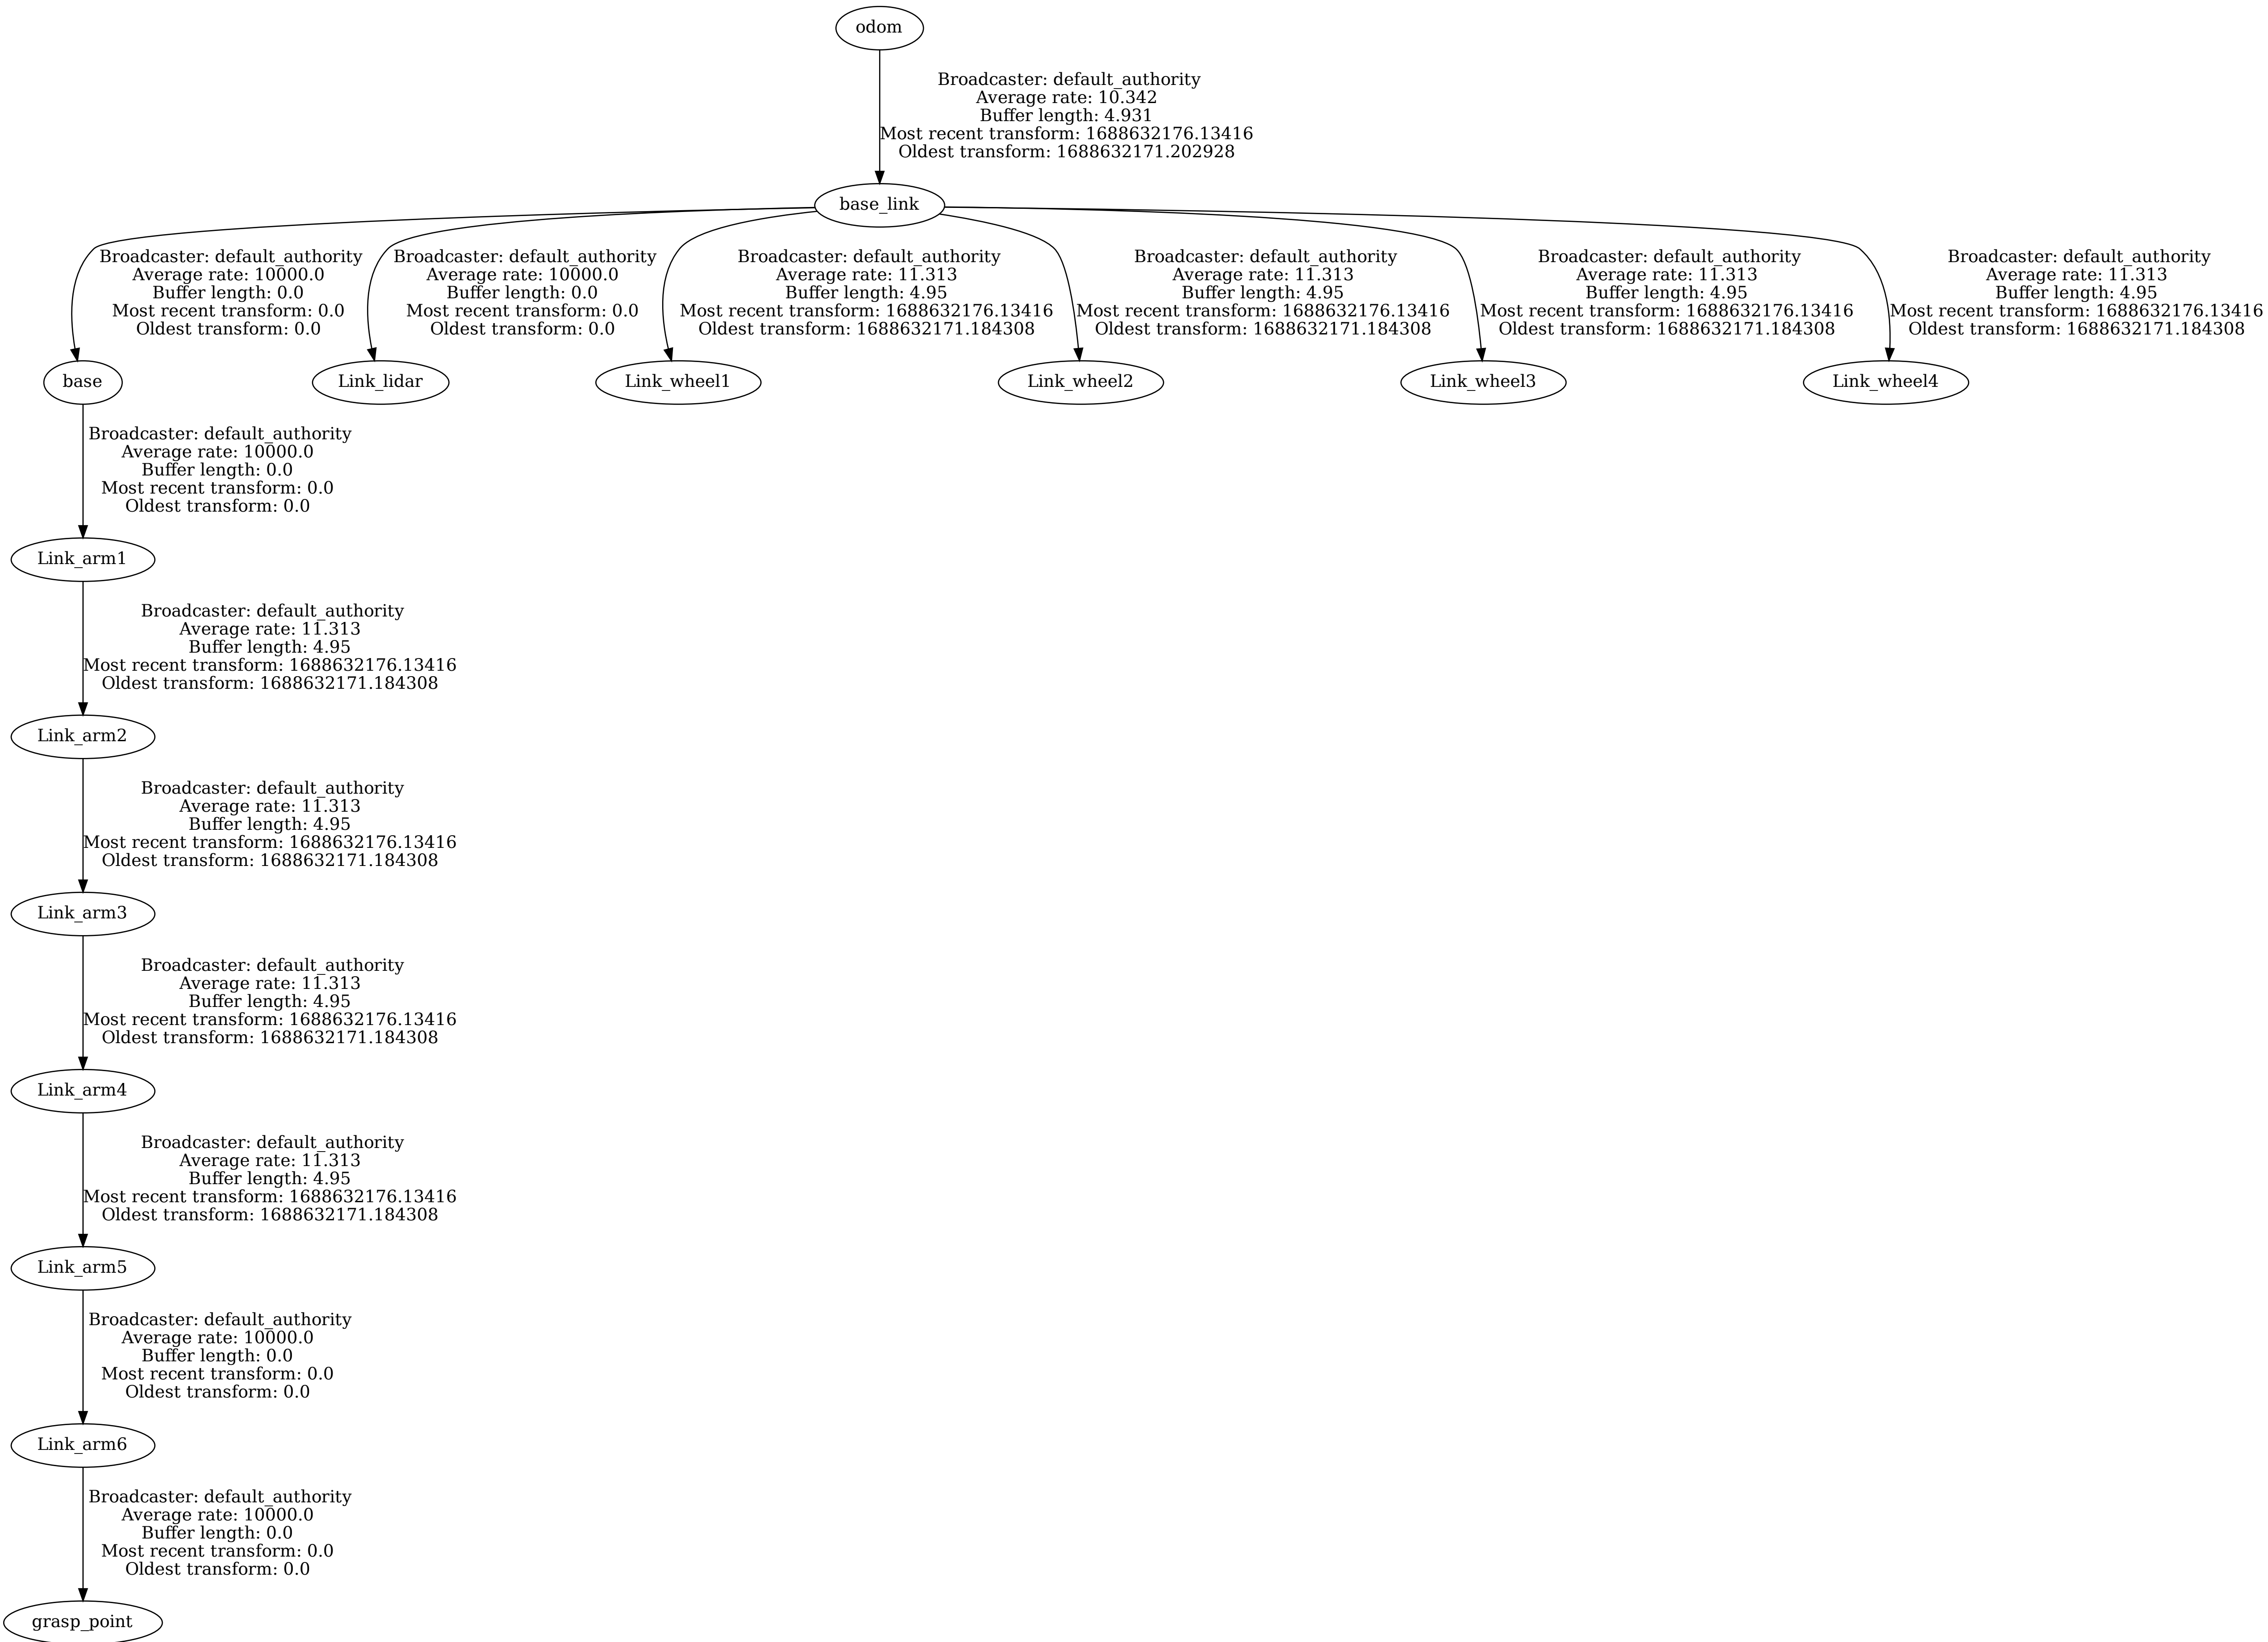 odom
Broadcaster: default_authority
Average rate: 10.342
Buffer length: 4.931
Most recent transform: 1688632176.13416
Oldest transform: 1688632171.202928
base_link
Broadcaster: default_authority
Average rate: 10000.0
Buffer length: 0.0
Most recent transform: 0.0
Oldest transform: 0.0
Broadcaster: default_authority
Average rate: 10000.0
Buffer length: 0.0
Most recent transform: 0.0
Oldest transform: 0.0
Broadcaster: default_authority
Average rate: 11.313
Buffer length: 4.95
Most recent transform: 1688632176.13416
Oldest transform: 1688632171.184308
Broadcaster: default_authority
Average rate: 11.313
Buffer length: 4.95
Most recent transform: 1688632176.13416
Oldest transform: 1688632171.184308
Broadcaster: default_authority
Average rate: 11.313
Buffer length: 4.95
Most recent transform: 1688632176.13416
Oldest transform: 1688632171.184308
Broadcaster: default_authority
Average rate: 11.313
Buffer length: 4.95
Most recent transform: 1688632176.13416
Oldest transform: 1688632171.184308
base
Link_lidar
Link_wheel1
Link_wheel2
Link_wheel3
Link_wheel4
Broadcaster: default_authority
Average rate: 10000.0
Buffer length: 0.0
Most recent transform: 0.0
Oldest transform: 0.0
Link_arm1
Broadcaster: default_authority
Average rate: 11.313
Buffer length: 4.95
Most recent transform: 1688632176.13416
Oldest transform: 1688632171.184308
Link_arm2
Broadcaster: default_authority
Average rate: 11.313
Buffer length: 4.95
Most recent transform: 1688632176.13416
Oldest transform: 1688632171.184308
Link_arm3
Broadcaster: default_authority
Average rate: 11.313
Buffer length: 4.95
Most recent transform: 1688632176.13416
Oldest transform: 1688632171.184308
Link_arm4
Broadcaster: default_authority
Average rate: 11.313
Buffer length: 4.95
Most recent transform: 1688632176.13416
Oldest transform: 1688632171.184308
Link_arm5
Broadcaster: default_authority
Average rate: 10000.0
Buffer length: 0.0
Most recent transform: 0.0
Oldest transform: 0.0
Link_arm6
Broadcaster: default_authority
Average rate: 10000.0
Buffer length: 0.0
Most recent transform: 0.0
Oldest transform: 0.0
grasp_point